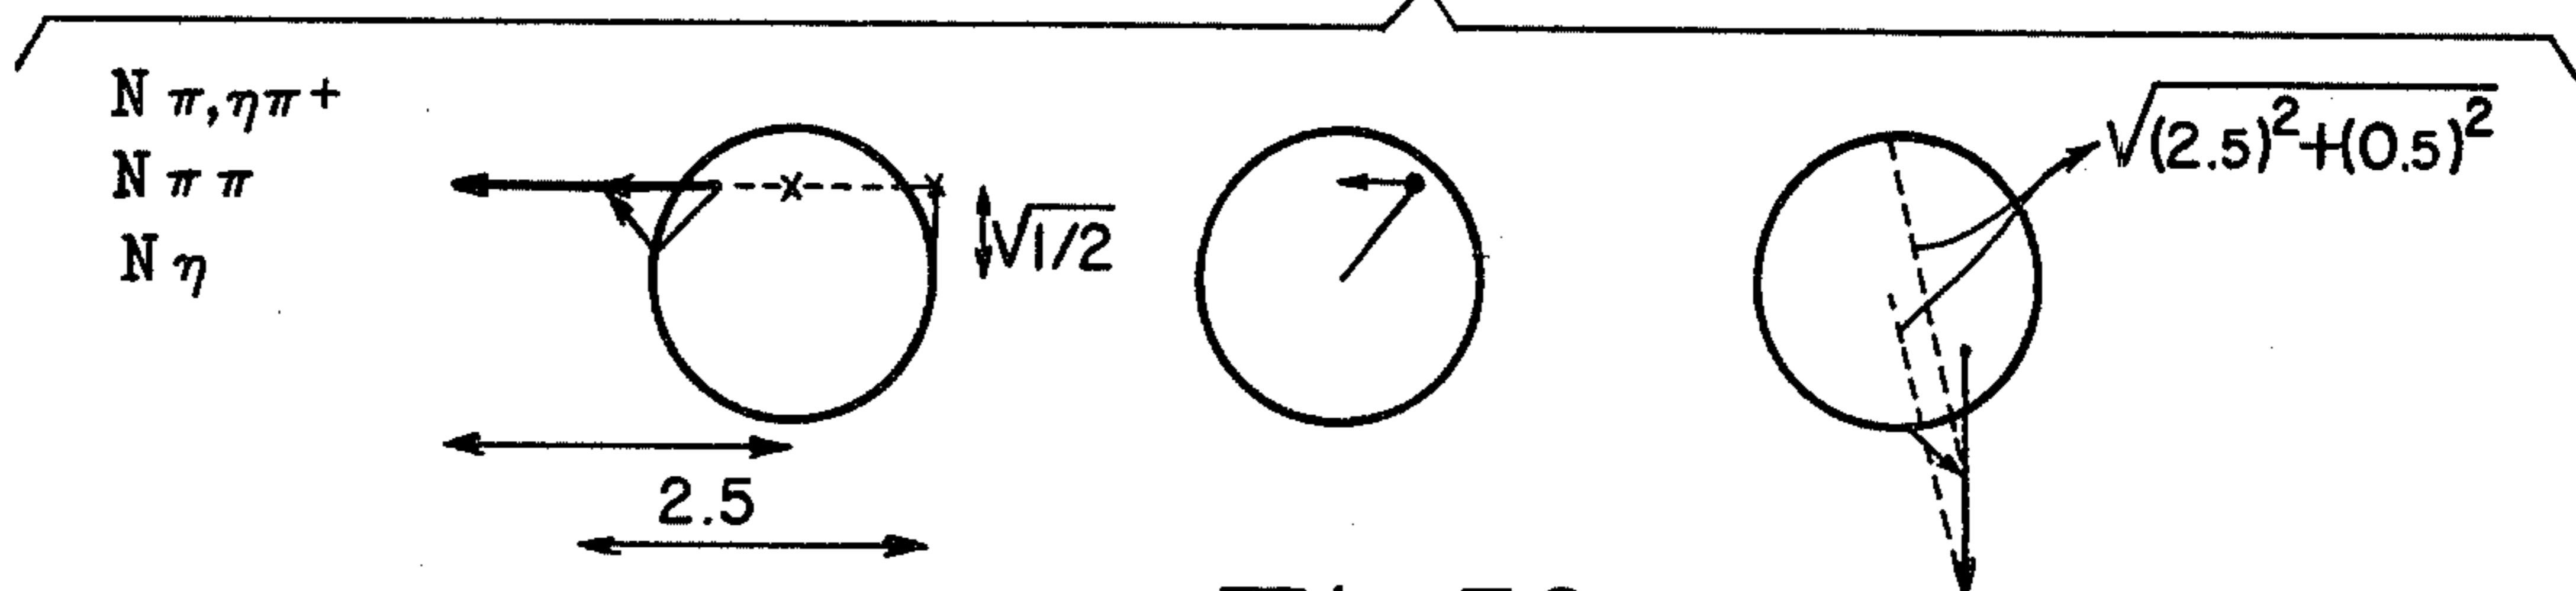 N π,ηπ+
N π π
N η
√1/2
√(2.5)²+(0.5)²
2.5